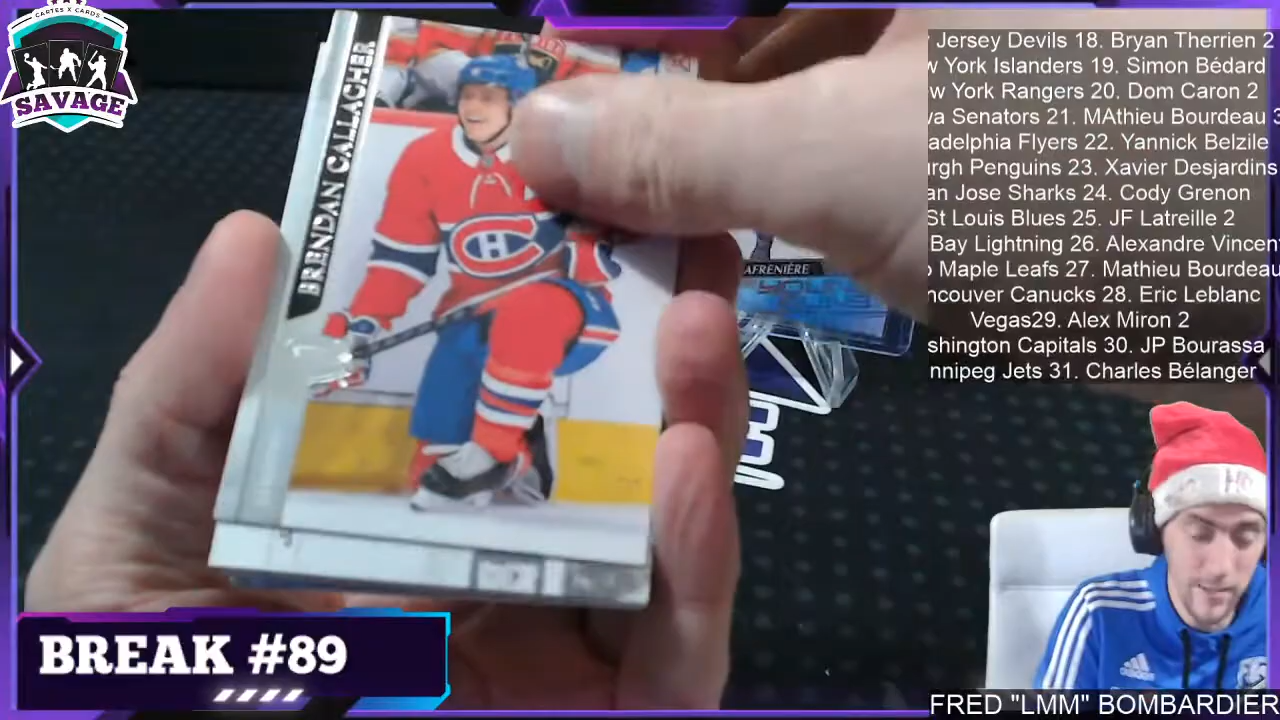 CARTES X CARDS
SAVAGE
BRENDAN GALLAGHER
AFRENIÈRE
Jersey Devils 18. Bryan Therrien 2
w York Islanders 19. Simon Bédard
ew York Rangers 20. Dom Caron 2
wa Senators 21. MAthieu Bourdeau 3
adelphia Flyers 22. Yannick Belzile
urgh Penguins 23. Xavier Desjardins
an Jose Sharks 24. Cody Grenon
St Louis Blues 25. JF Latreille 2
Bay Lightning 26. Alexandre Vincent
o Maple Leafs 27. Mathieu Bourdeau
ncouver Canucks 28. Eric Leblanc
Vegas29. Alex Miron 2
shington Capitals 30. JP Bourassa
nnipeg Jets 31. Charles Bélanger
adidas
BREAK #89
FRED "LMM" BOMBARDIER